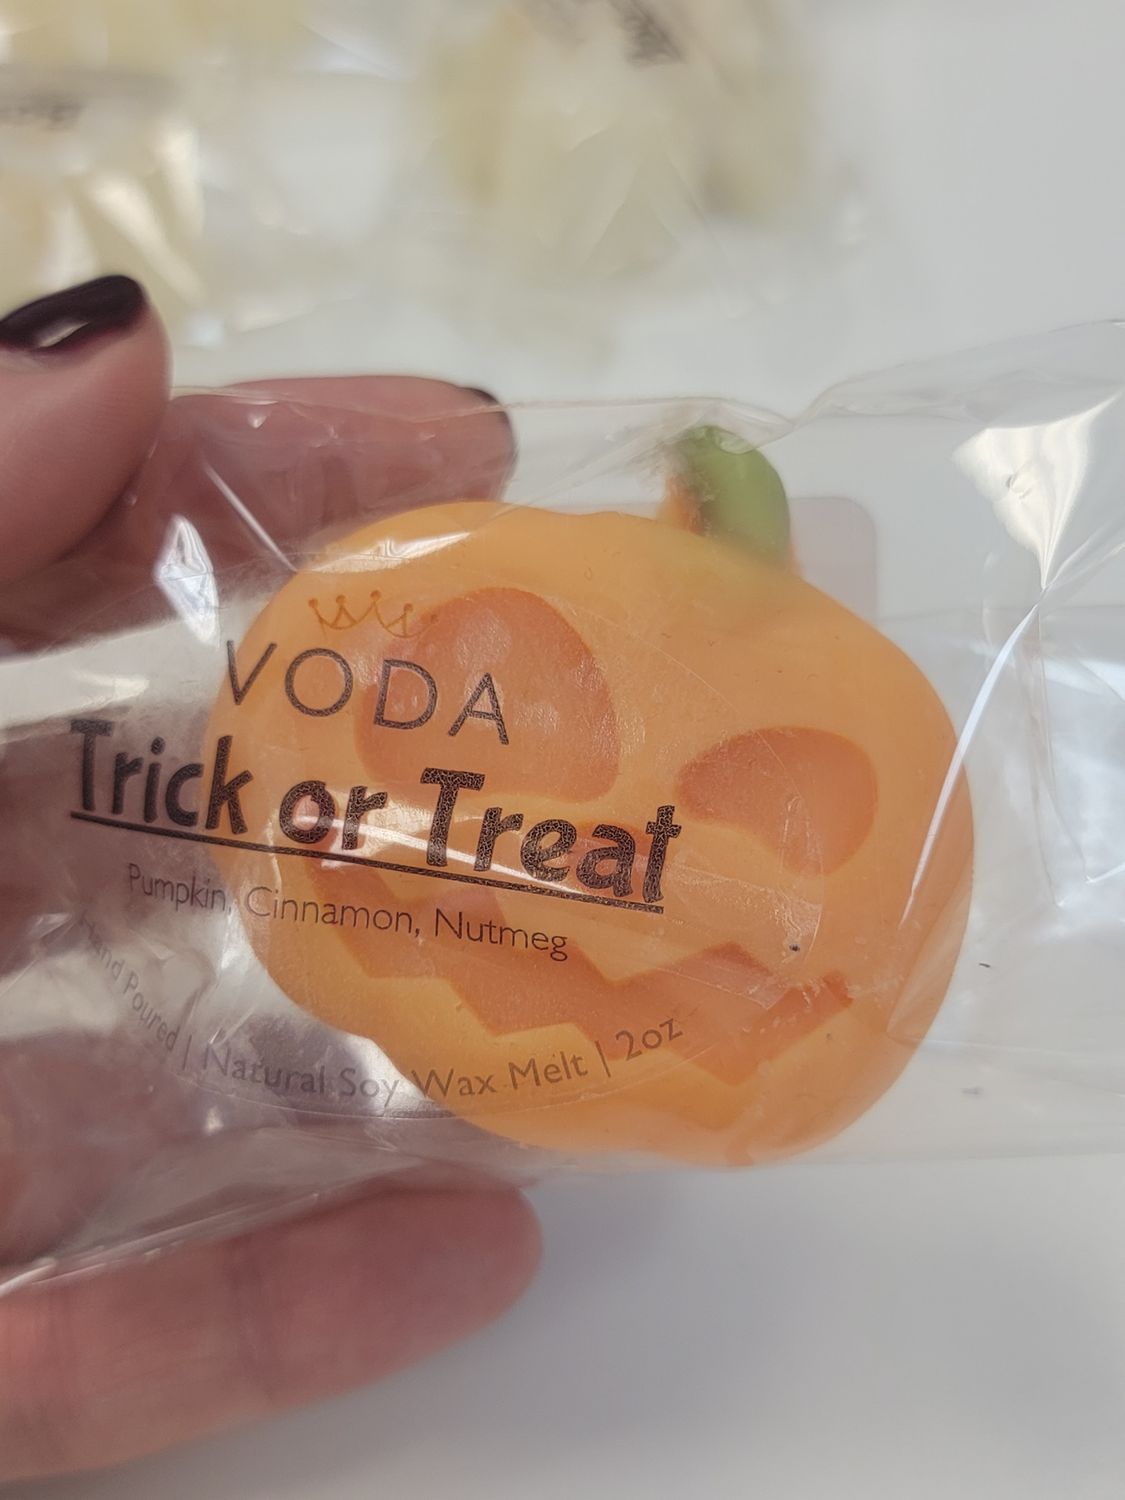 VODA
Trick or Treat
Pumpkin, Cinnamon, Nutmeg
Hand Poured | Natural Soy Wax Melt | 2oz